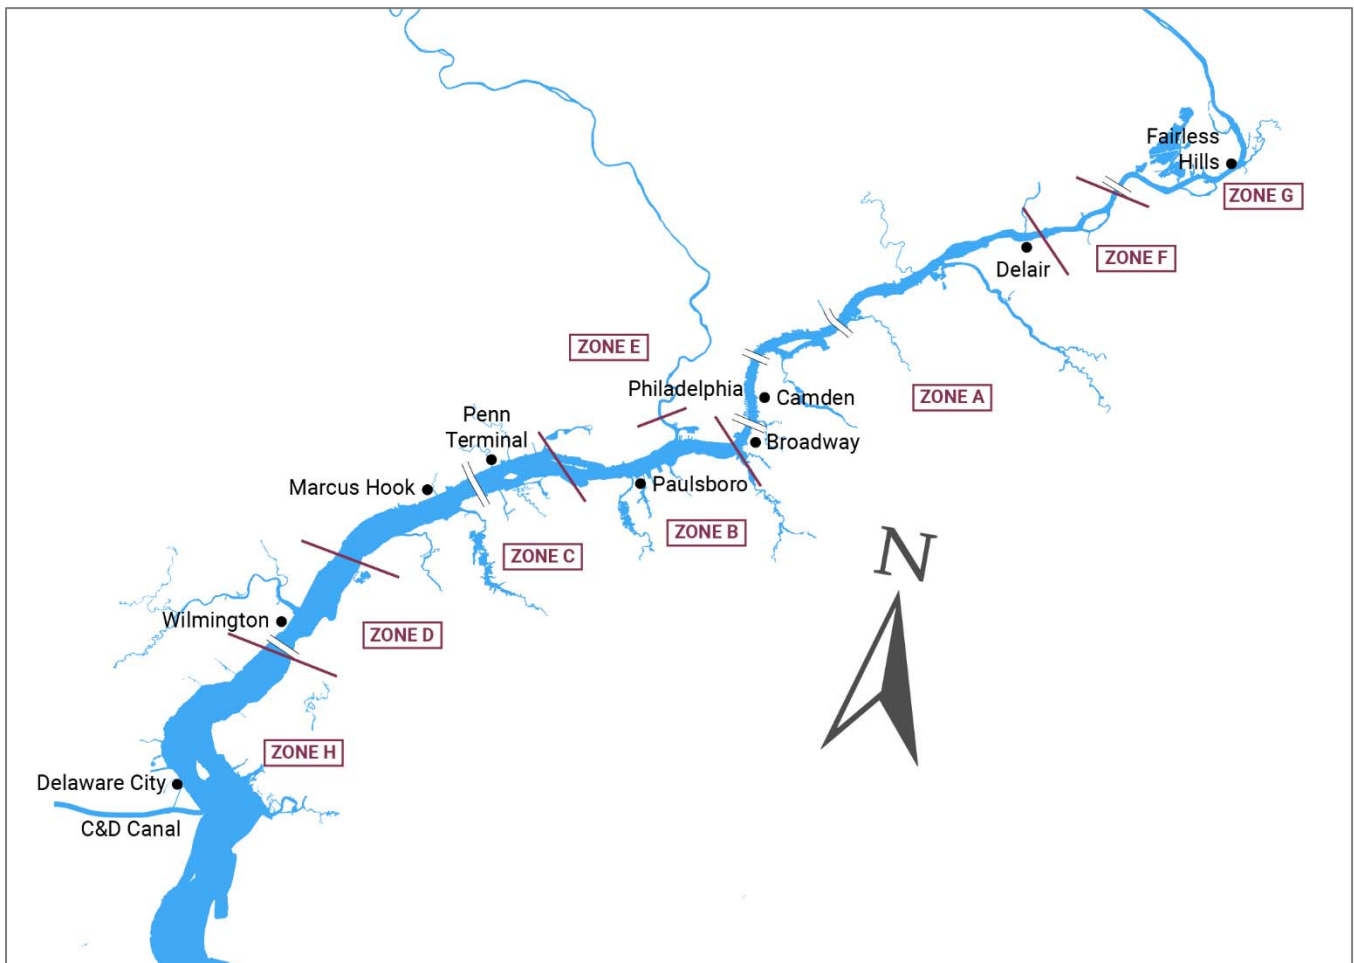 Fairless
Hills
ZONE G
ZONE F
Delair
ZONE E
Philadelphia
Camden
ZONE A
Penn
Terminal
Broadway
Marcus Hook
Paulsboro
ZONE B
N
ZONE C
Wilmington
ZONE D
ZONE H
Delaware City
C&D Canal